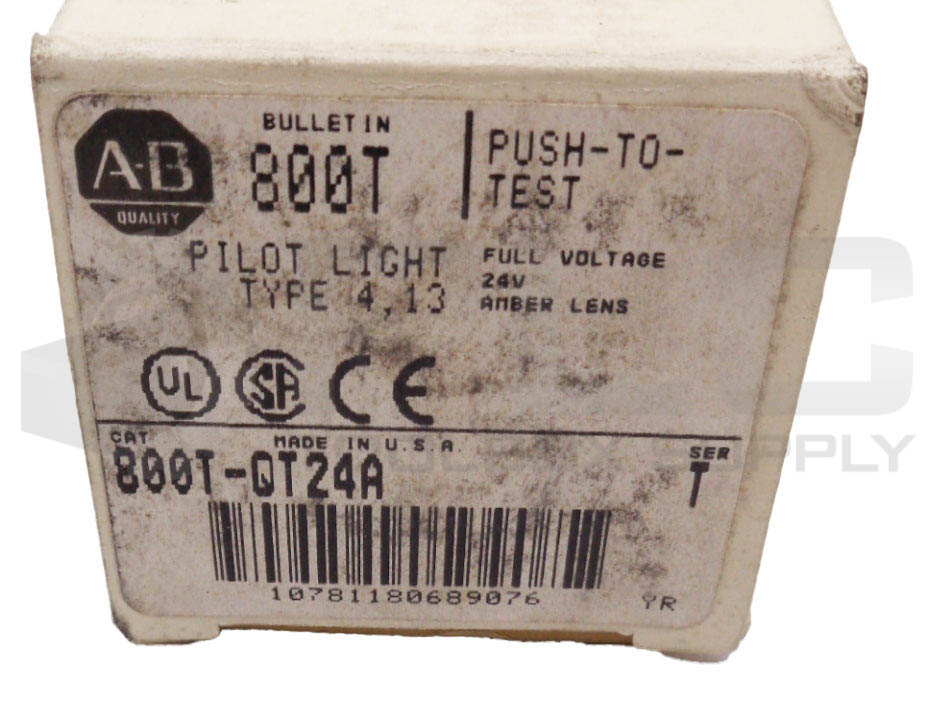 A-B
QUALITY
BULLETIN
800T
PUSH-TO-
TEST
PILOT LIGHT
TYPE 4,13
FULL VOLTAGE
24V
AMBER LENS
UL
SA
CE
CAT
MADE IN U.S.A.
SER
800T-QT24A
T
10781180689076
YR
SUPPLY